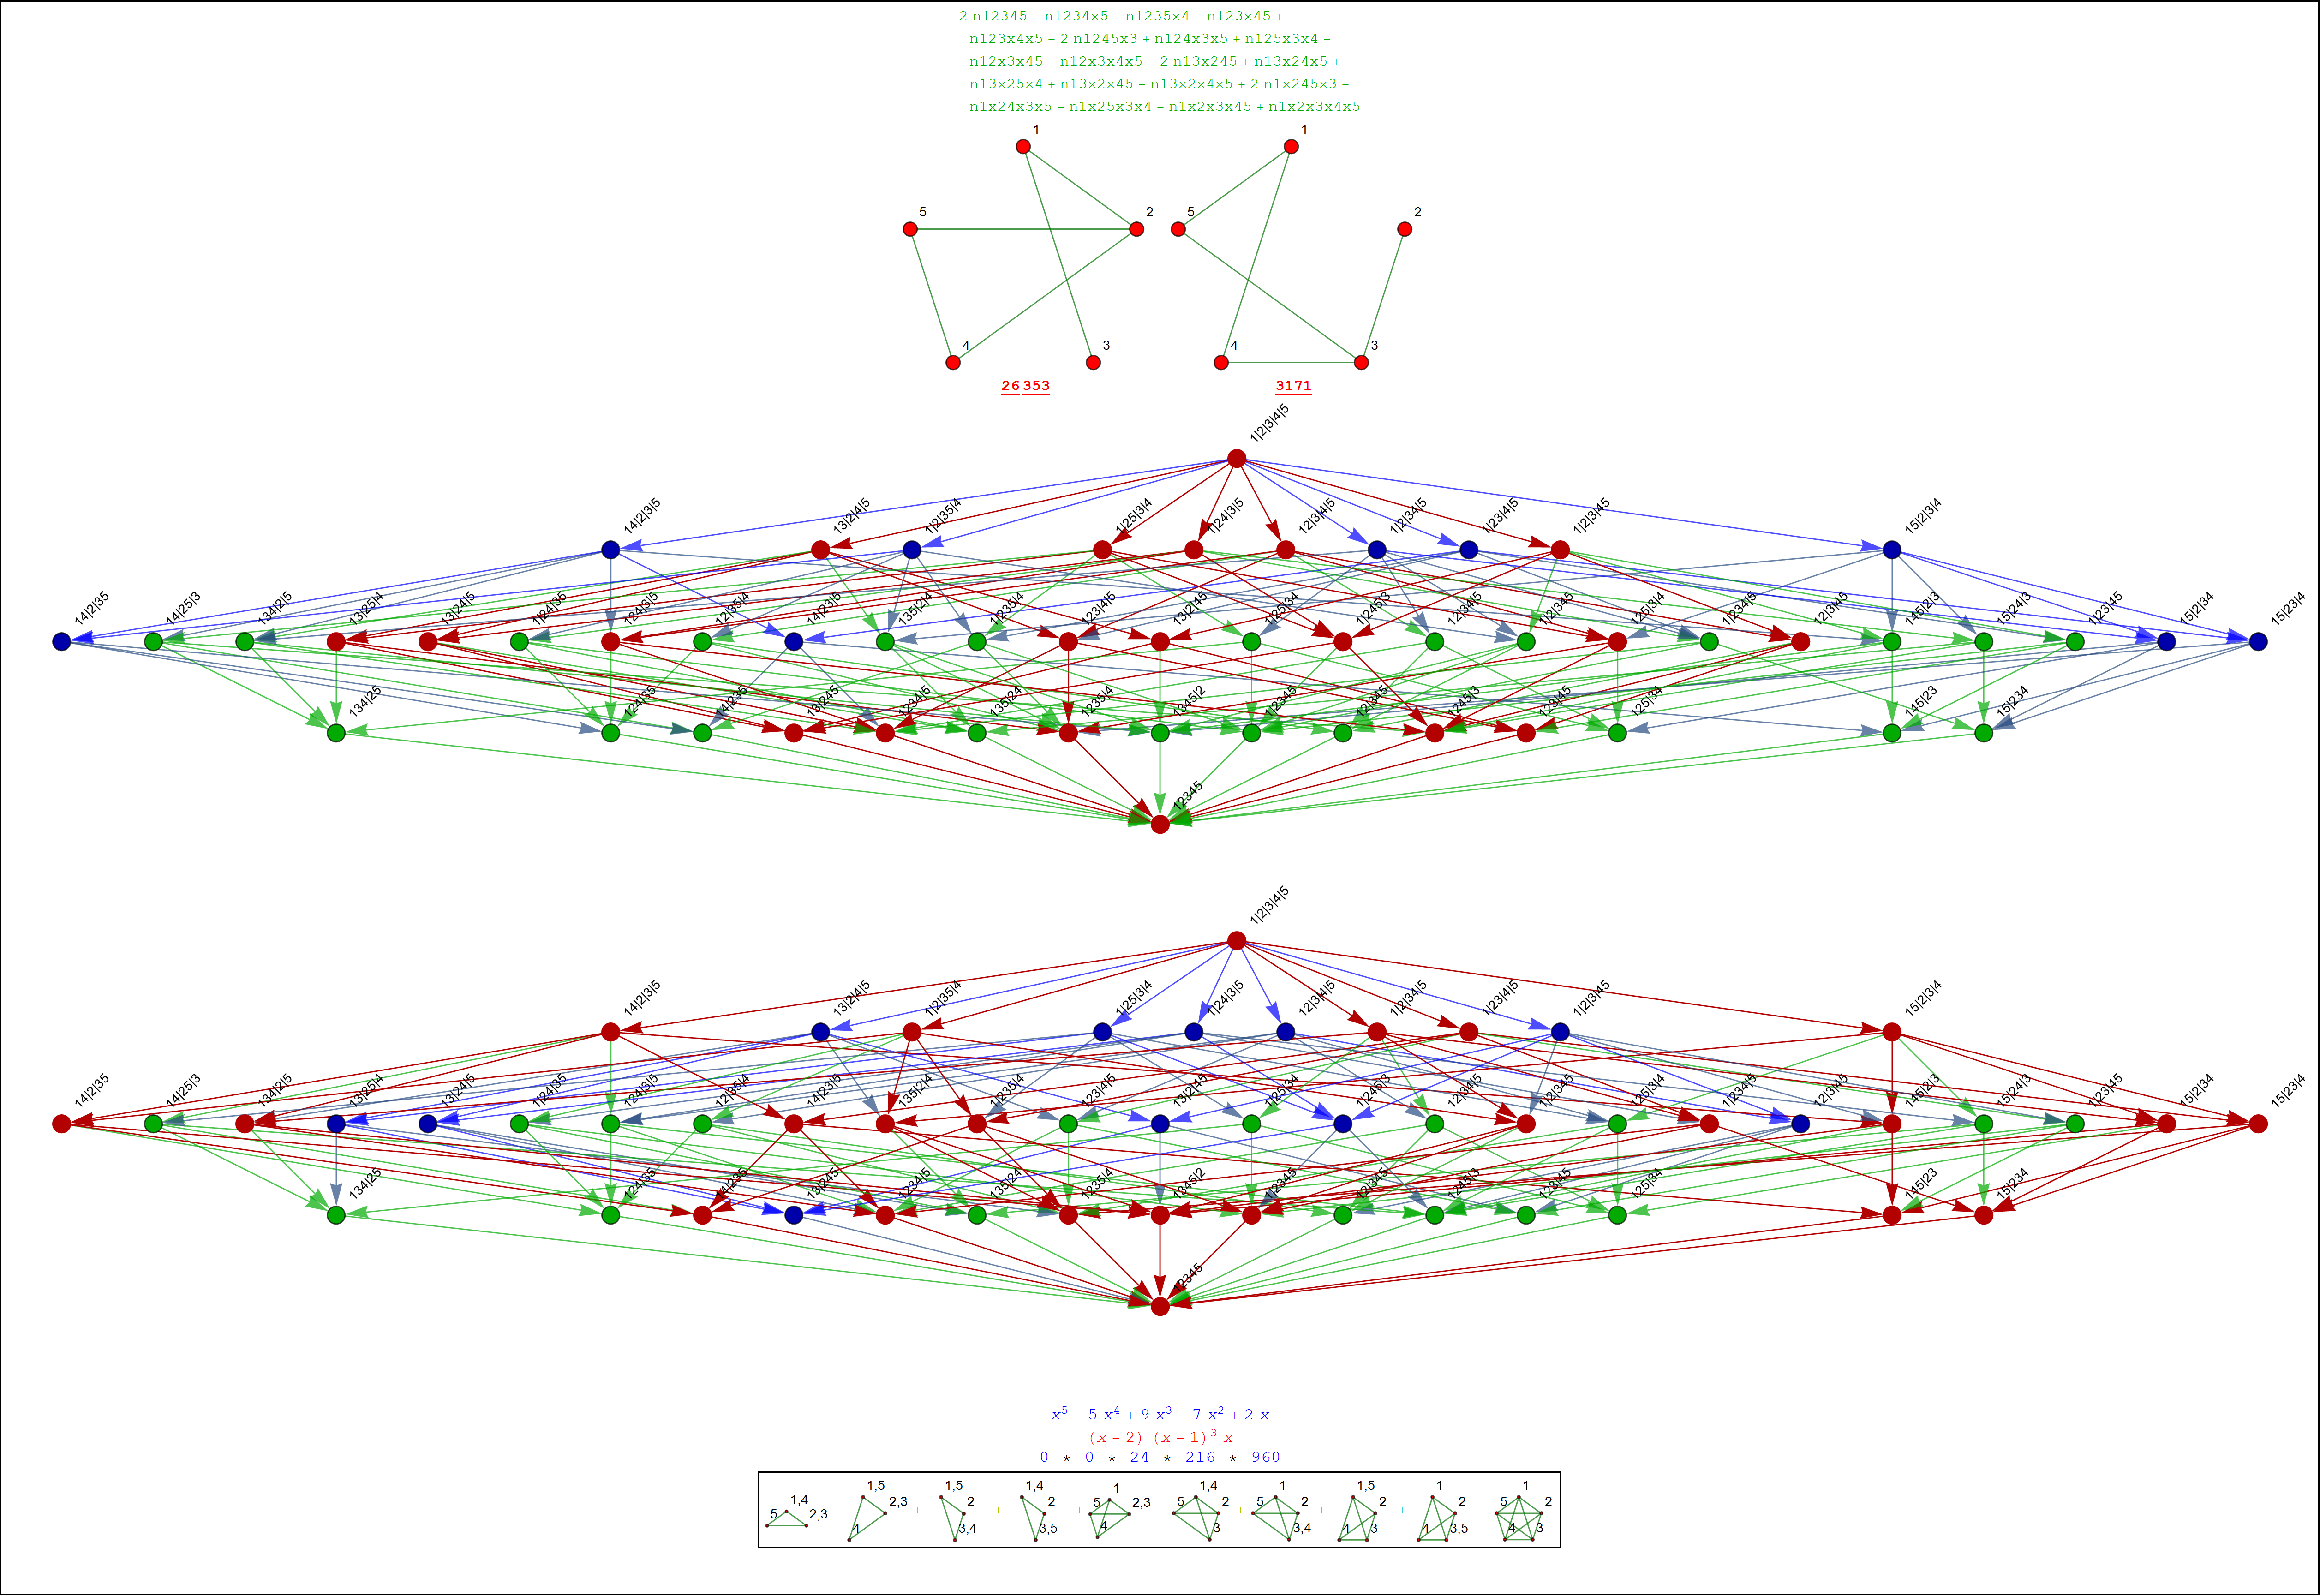 2 n12345 − n1234x5 − n1235x4 − n123x45 +
n123x4x5 − 2 n1245x3 + n124x3x5 + n125x3x4 +
n12x3x45 − n12x3x4x5 − 2 n13x245 + n13x24x5 +
n13x25x4 + n13x2x45 − n13x2x4x5 + 2 n1x245x3 −
n1x24x3x5 − n1x25x3x4 − n1x2x3x45 + n1x2x3x4x5
1 1
5 2 5 2
4 3 4 3
26 353 3171
1|2|3|4|5
14|2|3|5 13|2|4|5 1|2|35|4 1|25|3|4 1|24|3|5 12|3|4|5 1|2|34|5 1|23|4|5 1|2|3|45 15|2|3|4
14|2|35 14|25|3 134|2|5 13|25|4 13|24|5 1|24|35 124|3|5 12|35|4 14|23|5 135|2|4 1|235|4 123|4|5 13|2|45 1|25|34 1|245|3 12|34|5 1|2|345 125|3|4 1|234|5 12|3|45 145|2|3 15|24|3 1|23|45 15|2|34 15|23|4
134|25 124|35 14|235 13|245 1234|5 135|24 1235|4 1345|2 1|2345 12|345 1245|3 123|45 125|34 145|23 15|234
12345
1|2|3|4|5
14|2|3|5 13|2|4|5 1|2|35|4 1|25|3|4 1|24|3|5 12|3|4|5 1|2|34|5 1|23|4|5 1|2|3|45 15|2|3|4
14|2|35 14|25|3 134|2|5 13|25|4 13|24|5 1|24|35 124|3|5 12|35|4 14|23|5 135|2|4 1|235|4 123|4|5 13|2|45 1|25|34 1|245|3 12|34|5 1|2|345 125|3|4 1|234|5 12|3|45 145|2|3 15|24|3 1|23|45 15|2|34 15|23|4
134|25 124|35 14|235 13|245 1234|5 135|24 1235|4 1345|2 1|2345 12|345 1245|3 123|45 125|34 145|23 15|234
12345
x⁵ − 5 x⁴ + 9 x³ − 7 x² + 2 x
(x − 2) (x − 1)³ x
0 * 0 * 24 * 216 * 960
5 1,4 2,3 + 1,5 2,3 4 + 1,5 2 3,4 + 1,4 2 3,5 + 5 1 2,3 4 + 5 1,4 2 3 + 5 1 2 3,4 + 1,5 2 4 3 + 1 2 4 3,5 + 5 1 2 4 3